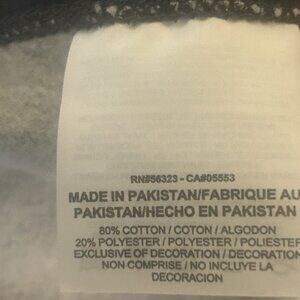 RN#56323 - CA#05553
MADE IN PAKISTAN/FABRIQUE AU
PAKISTAN/HECHO EN PAKISTAN
80% COTTON / COTON / ALGODON
20% POLYESTER / POLYESTER / POLIESTER
EXCLUSIVE OF DECORATION / DECORATION
NON COMPRISE / NO INCLUYE LA
DECORACION